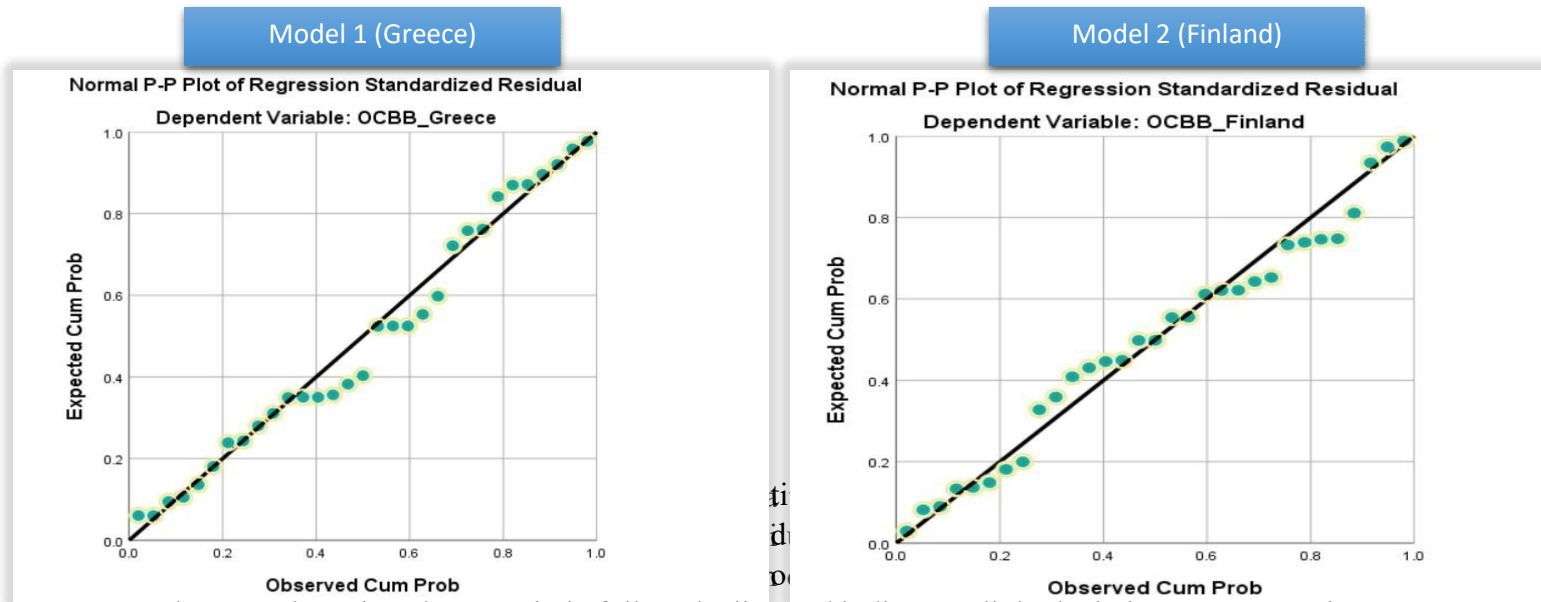 Model 1 (Greece)
Normal P-P Plot of Regression Standardized Residual
Dependent Variable: OCBB_Greece
Expected Cum Prob
1.0
0.8
0.6
0.4
0.2
0.0
0.0 0.2 0.4 0.6 0.8 1.0
Observed Cum Prob
Model 2 (Finland)
Normal P-P Plot of Regression Standardized Residual
Dependent Variable: OCBB_Finland
Expected Cum Prob
1.0
0.8
0.6
0.4
0.2
0.0
0.0 0.2 0.4 0.6 0.8 1.0
Observed Cum Prob